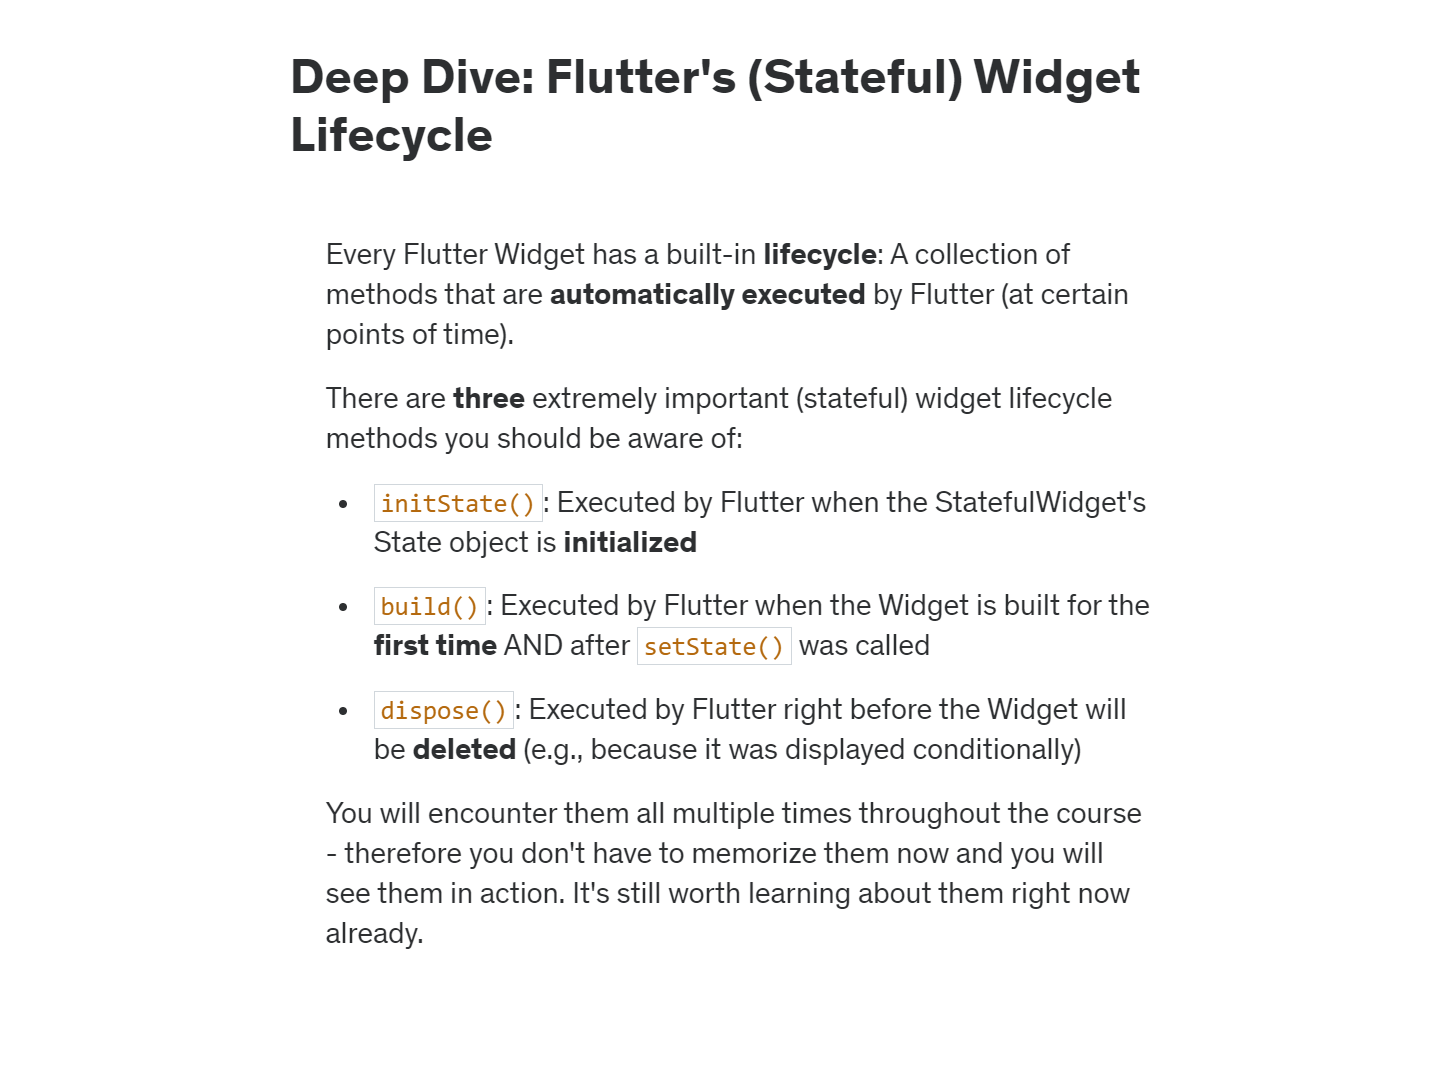 Deep Dive: Flutter's (Stateful) Widget
Lifecycle
Every Flutter Widget has a built-in lifecycle: A collection of
methods that are automatically executed by Flutter (at certain
points of time).
There are three extremely important (stateful) widget lifecycle
methods you should be aware of:
• initState(): Executed by Flutter when the StatefulWidget's
State object is initialized
• build(): Executed by Flutter when the Widget is built for the
first time AND after setState() was called
• dispose(): Executed by Flutter right before the Widget will
be deleted (e.g., because it was displayed conditionally)
You will encounter them all multiple times throughout the course
- therefore you don't have to memorize them now and you will
see them in action. It's still worth learning about them right now
already.